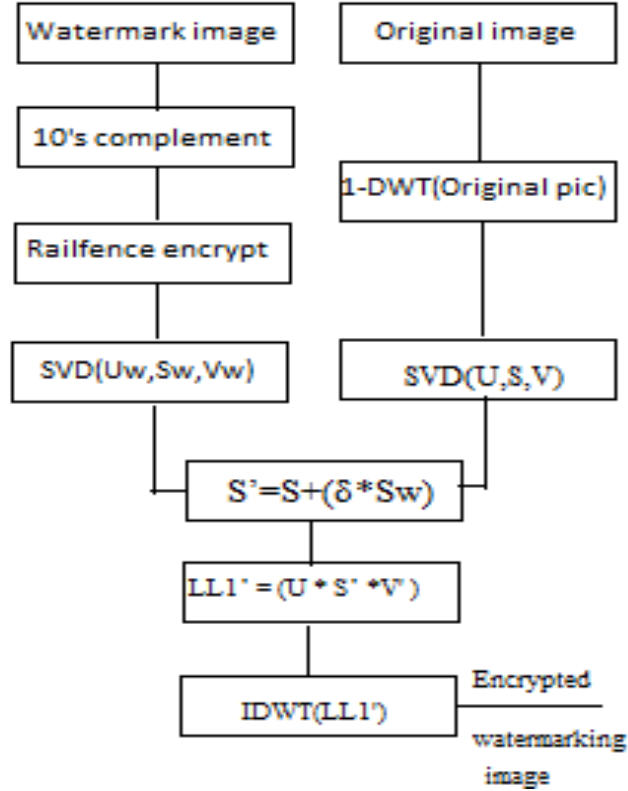 Watermark image
Original image
10's complement
1-DWT(Original pic)
Railfence encrypt
SVD(Uw,Sw,Vw)
SVD(U,S,V)
S’=S+(δ*Sw)
LL1’ = (U * S’ *V’ )
IDWT(LL1')
Encrypted
watermarking
image